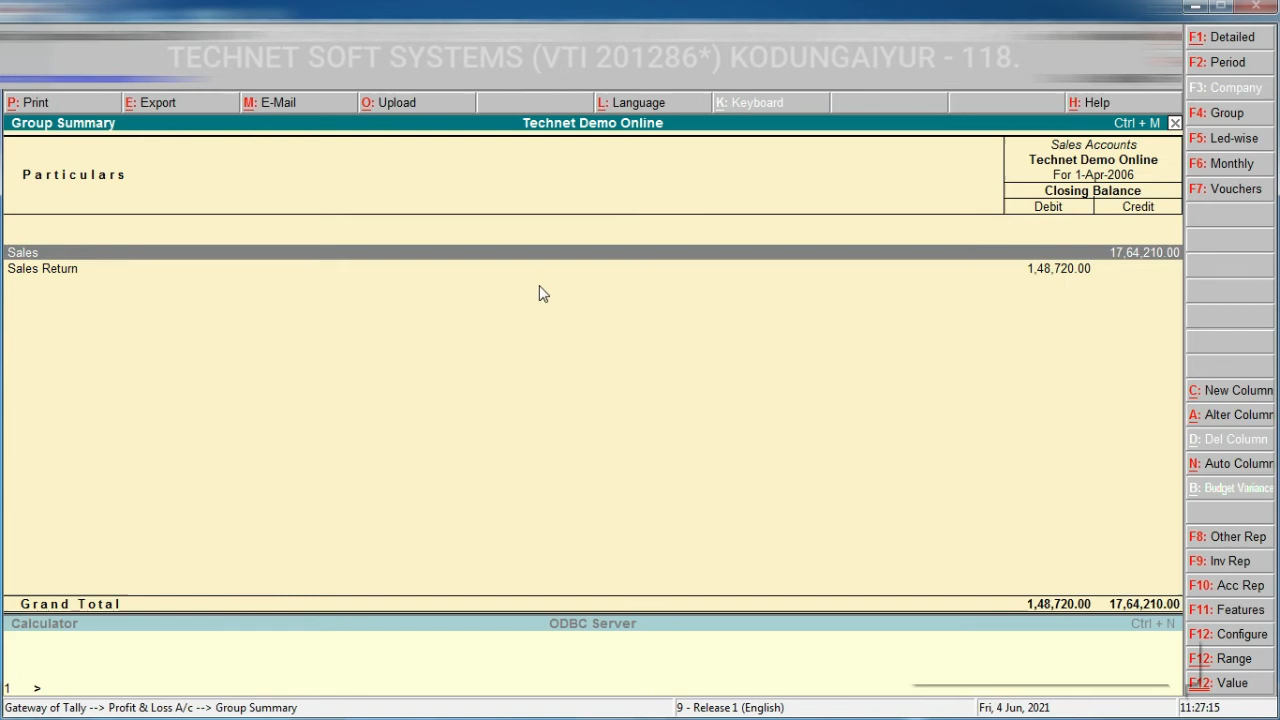 TECHNET SOFT SYSTEMS (VTI 201286*) KODUNGAIYUR - 118.
P: Print E: Export M: E-Mail O: Upload L: Language K: Keyboard H: Help
Group Summary Technet Demo Online Ctrl + M
Particulars
Sales Accounts
Technet Demo Online
For 1-Apr-2006
Closing Balance
Debit Credit
Sales 17,64,210.00
Sales Return 1,48,720.00
Grand Total 1,48,720.00 17,64,210.00
Calculator ODBC Server Ctrl + N
1 >
Gateway of Tally --> Profit & Loss A/c --> Group Summary 9 - Release 1 (English) Fri, 4 Jun, 2021 11:27:15
F1: Detailed
F2: Period
F3: Company
F4: Group
F5: Led-wise
F6: Monthly
F7: Vouchers
C: New Column
A: Alter Column
D: Del Column
N: Auto Column
B: Budget Variance
F8: Other Rep
F9: Inv Rep
F10: Acc Rep
F11: Features
F12: Configure
F12: Range
F12: Value